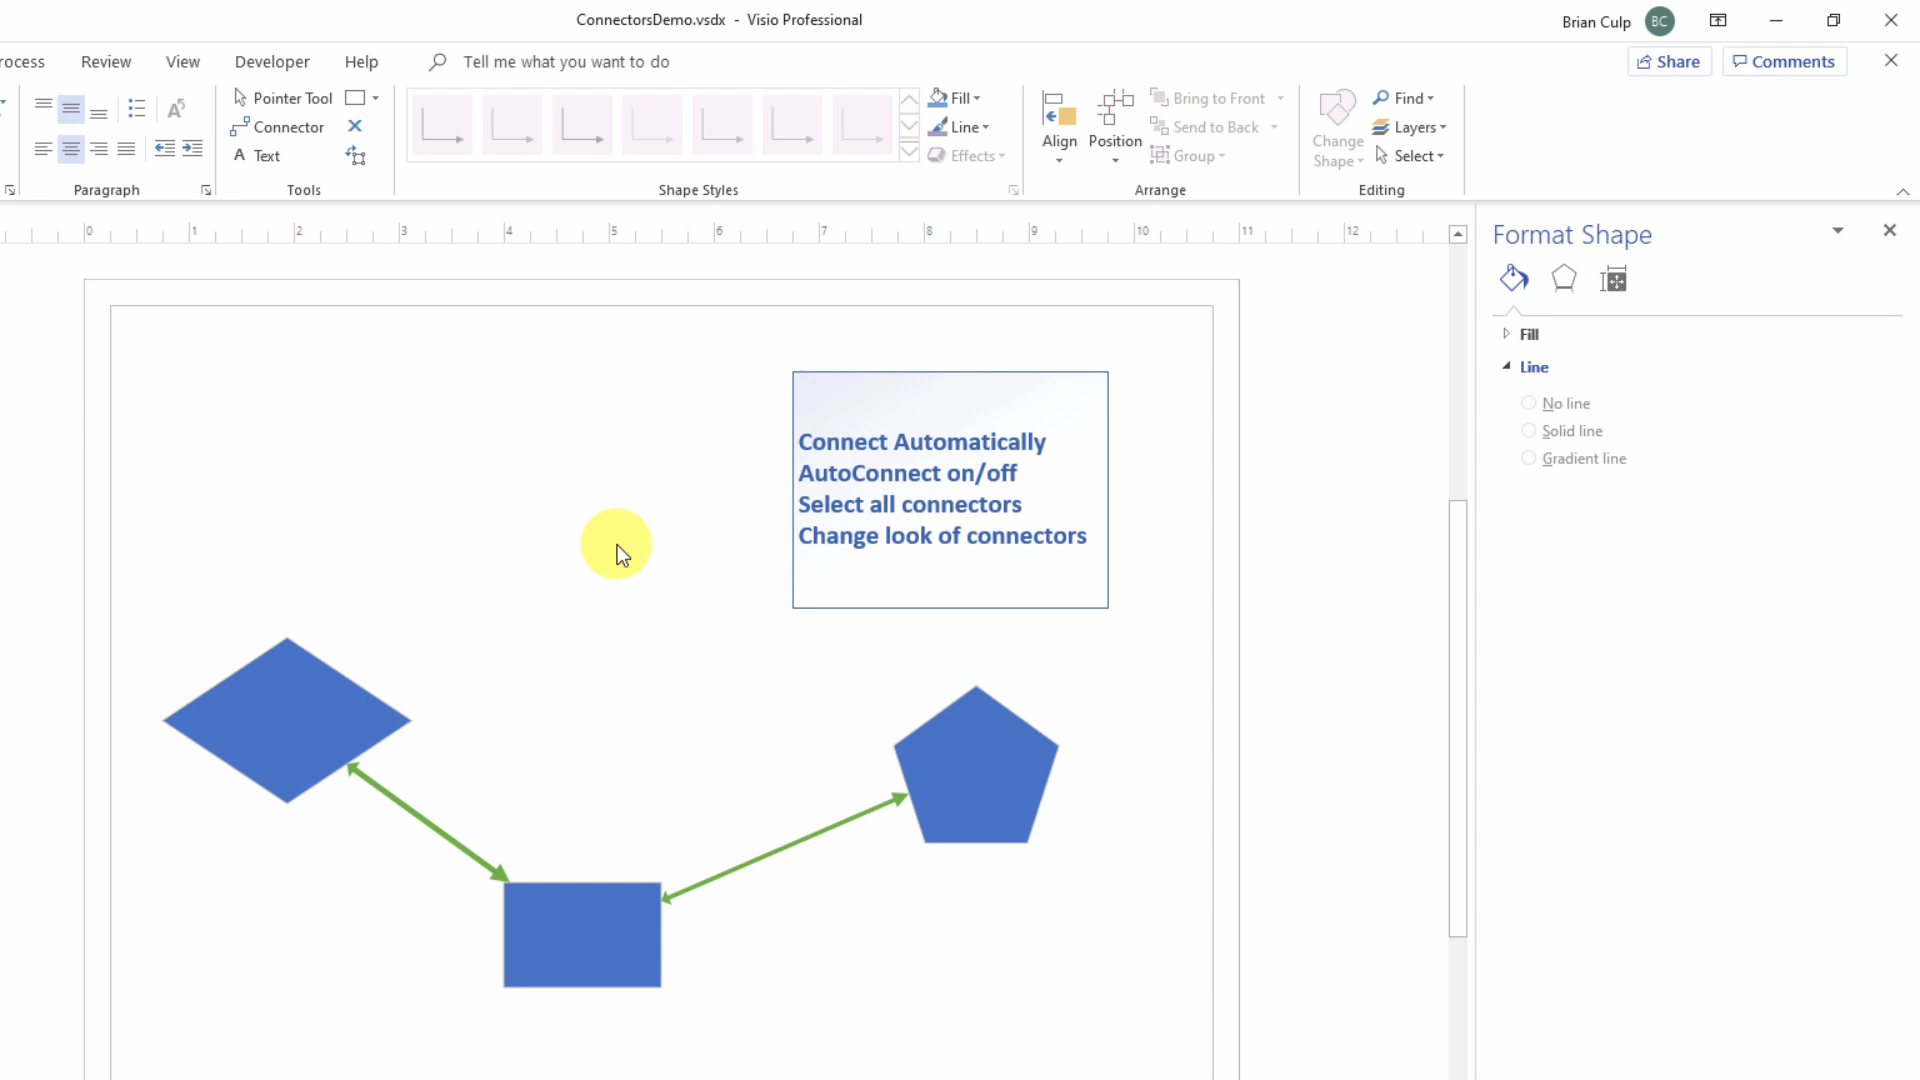 ConnectorsDemo.vsdx - Visio Professional
Brian Culp
BC
rocess
Review
View
Developer
Help
Tell me what you want to do
Share
Comments
Pointer Tool
Connector
A Text
Fill
Line
Effects
Align
Position
Bring to Front
Send to Back
Group
Change
Shape
Find
Layers
Select
Paragraph
Tools
Shape Styles
Arrange
Editing
0 1 2 3 4 5 6 7 8 9 10 11 12
Format Shape
Fill
Line
No line
Solid line
Gradient line
Connect Automatically
AutoConnect on/off
Select all connectors
Change look of connectors